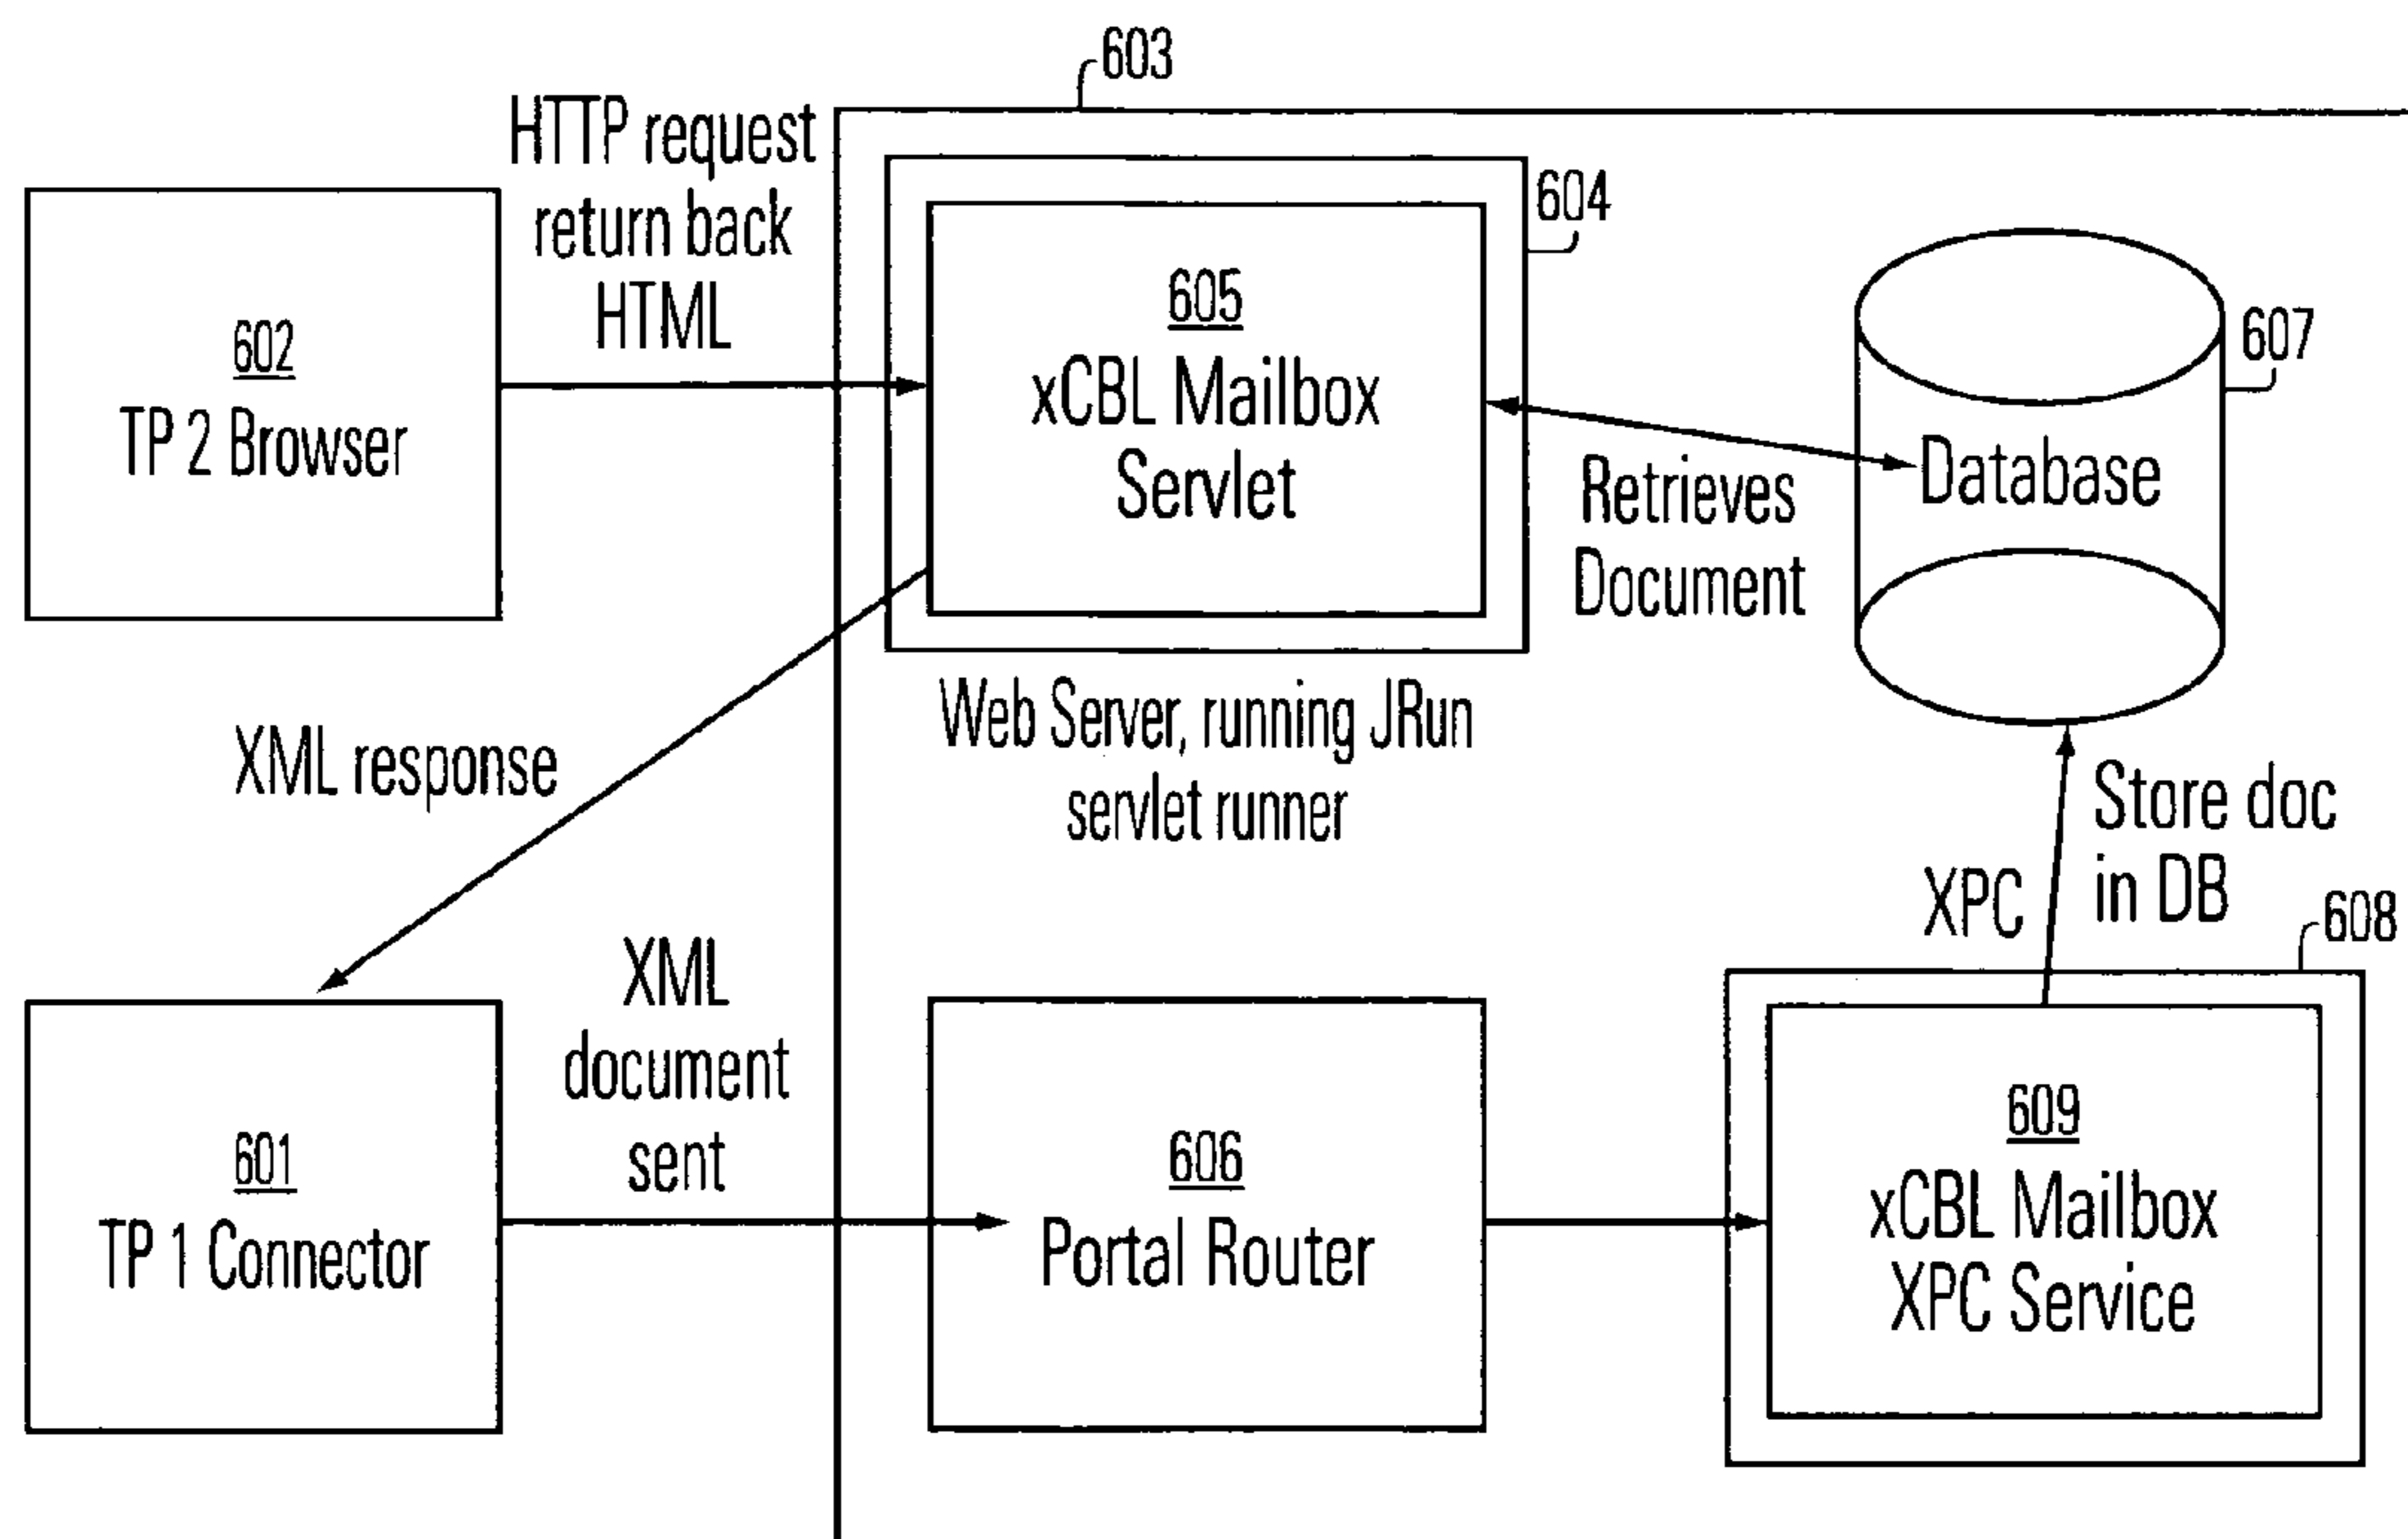 603
HTTP request
return back
HTML
604
602
TP 2 Browser
605
xCBL Mailbox
Servlet
607
Database
Retrieves
Document
Web Server, running JRun
servlet runner
XML response
Store doc
in DB
XPC
608
XML
document
sent
601
TP 1 Connector
606
Portal Router
609
xCBL Mailbox
XPC Service